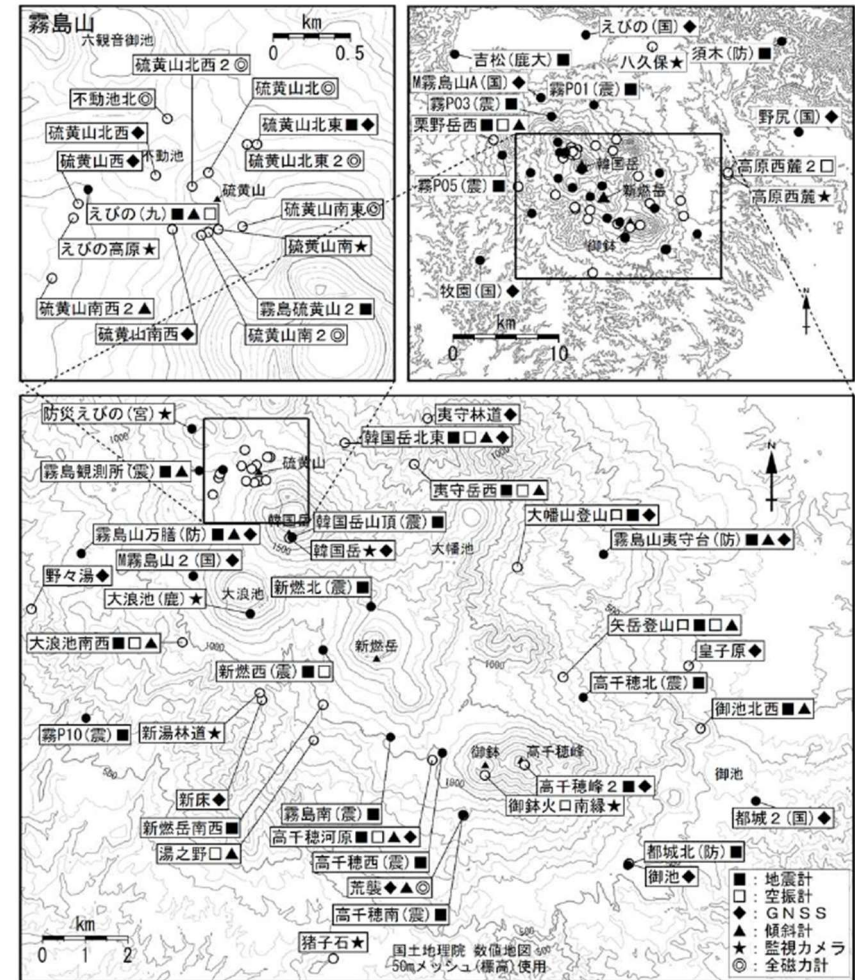 霧島山
六観音御池
km
0 0.5
硫黄山北西2◎
硫黄山北◎
不動池北◎
硫黄山北東■◆
硫黄山北西◆
硫黄山北東2◎
硫黄山西◆
不動池
硫黄山
硫黄山南東◎
えびの(九)■▲□
えびの高原★
硫黄山南★
硫黄山南西2▲
霧島硫黄山2■
硫黄山南西◆
硫黄山南2◎
えびの(国)◆
吉松(鹿大)■
八久保★
須木(防)■
M霧島山A(国)◆
霧P01(震)■
霧P03(震)■
野尻(国)◆
栗野岳西■□▲
韓国岳
高原西麓2□
新燃岳
霧P05(震)■
高原西麓★
御鉢
牧園(国)◆
N
km
0 10
防災えびの(宮)★
夷守林道◆
1000
韓国岳北東■□▲◆
1000
N
硫黄山
霧島観測所(震)■▲
夷守岳西■□▲
韓国岳
韓国岳山頂(震)■
大幡山登山口■◆
霧島山万膳(防)■▲◆
1500
大幡池
霧島山夷守台(防)■▲◆
M霧島山2(国)◆
韓国岳★◆
野々湯◆
大浪池
新燃北(震)■
大浪池(鹿)★
500
矢岳登山口■□▲
大浪池南西■□▲
1000
新燃岳
皇子原◆
新燃西(震)■□
1000
高千穂北(震)■
御池北西■▲
霧P10(震)■
新湯林道★
御鉢
高千穂峰
御池
500
1000
高千穂峰2■◆
新床◆
霧島南(震)■
御鉢火口南縁★
都城2(国)◆
新燃岳南西■
高千穂河原■□▲◆
湯之野□▲
高千穂西(震)■
都城北(防)■
荒襲◆▲◎
御池◆
高千穂南(震)■
500
猪子石★
km
0 1 2
国土地理院 数値地図
50mメッシュ(標高)使用
500
■:地震計
□:空振計
◆:GNSS
▲:傾斜計
★:監視カメラ
◎:全磁力計